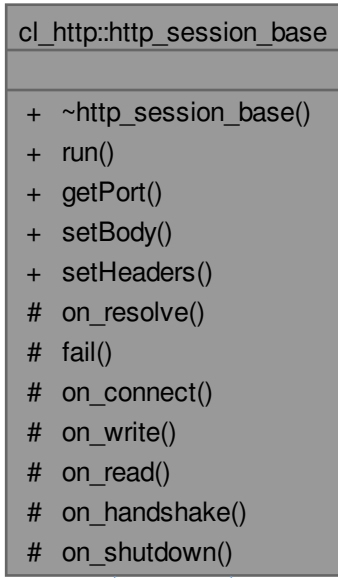 cl_http::http_session_base
+ ~http_session_base()
+ run()
+ getPort()
+ setBody()
+ setHeaders()
# on_resolve()
# fail()
# on_connect()
# on_write()
# on_read()
# on_handshake()
# on_shutdown()